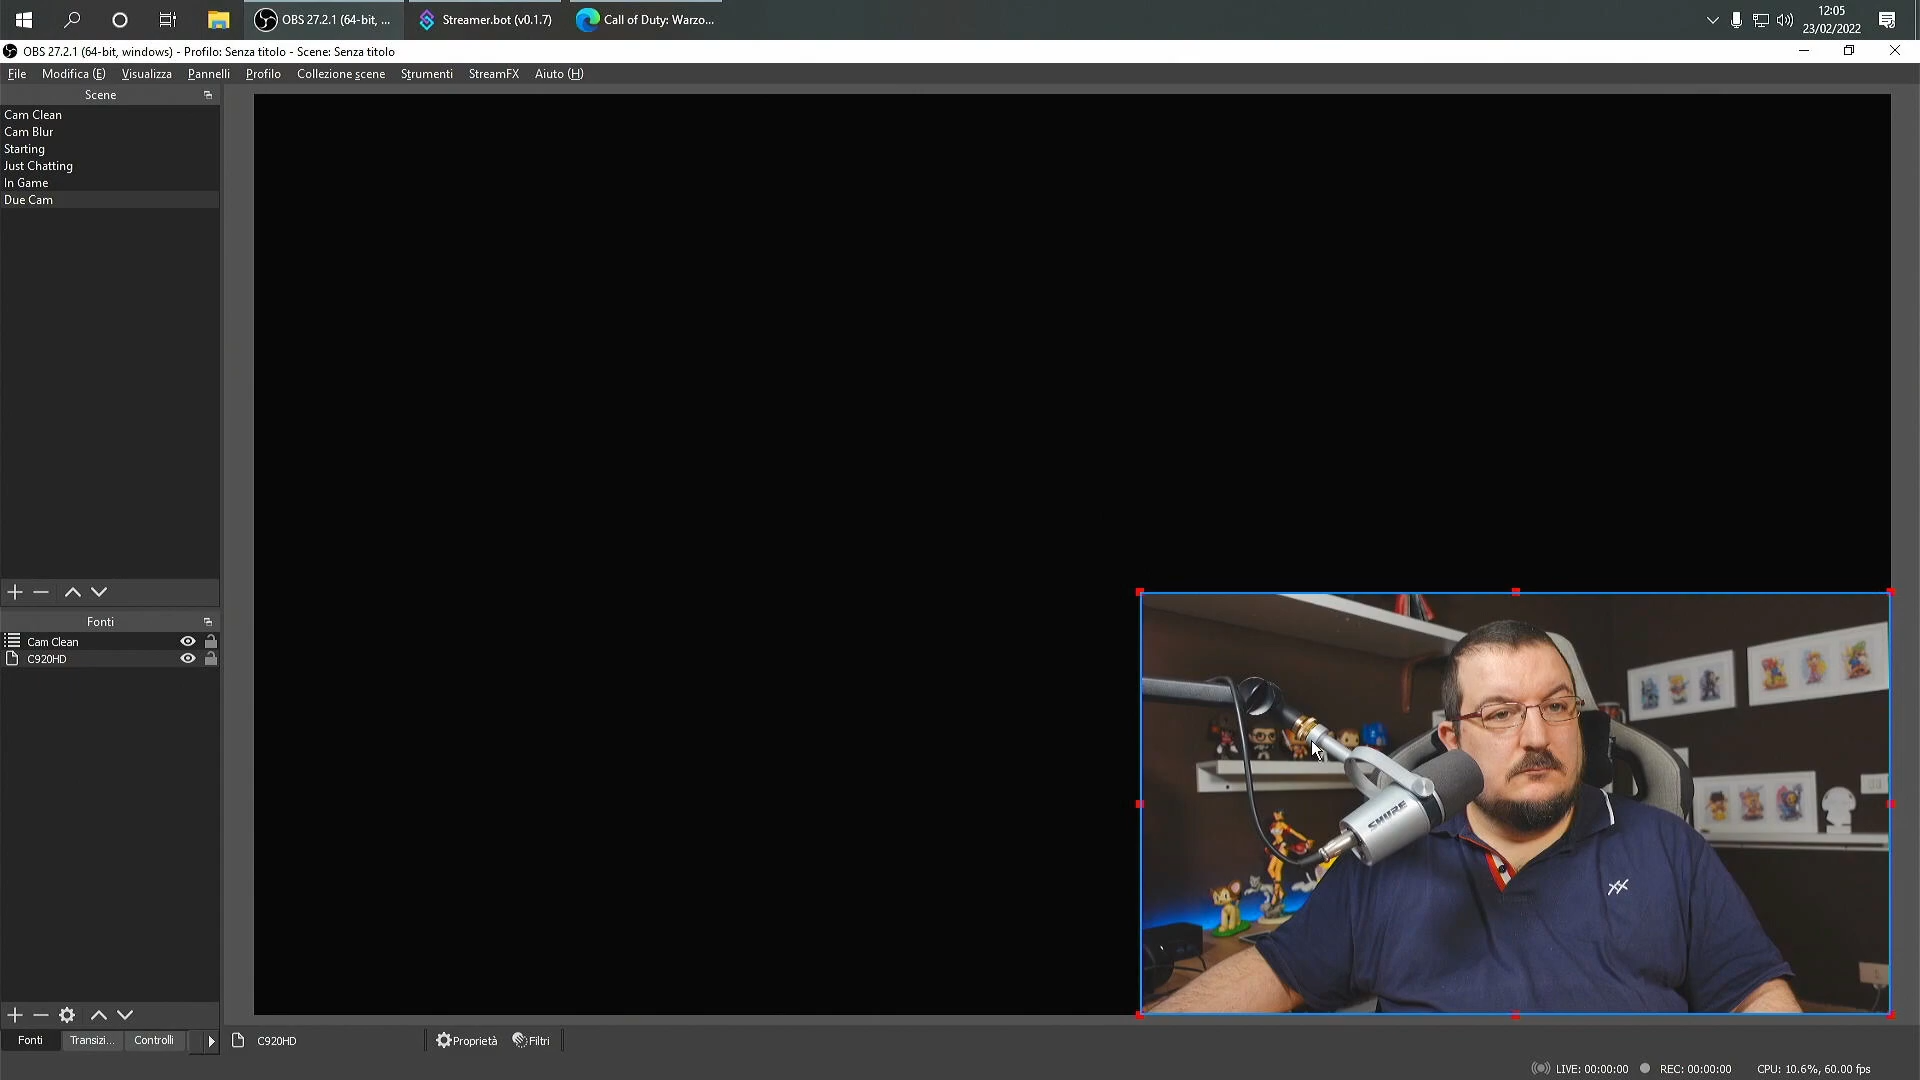 OBS 27.2.1 (64-bit, ...
Streamer.bot (v0.1.7)
Call of Duty: Warzo...
12:05
23/02/2022
OBS 27.2.1 (64-bit, windows) - Profilo: Senza titolo - Scene: Senza titolo
File
Modifica (E)
Visualizza
Pannelli
Profilo
Collezione scene
Strumenti
StreamFX
Aiuto (H)
Scene
Cam Clean
Cam Blur
Starting
Just Chatting
In Game
Due Cam
Fonti
Cam Clean
C920HD
SHURE
Fonti
Transizi...
Controlli
C920HD
Proprietà
Filtri
LIVE: 00:00:00
REC: 00:00:00
CPU: 10.6%, 60.00 fps